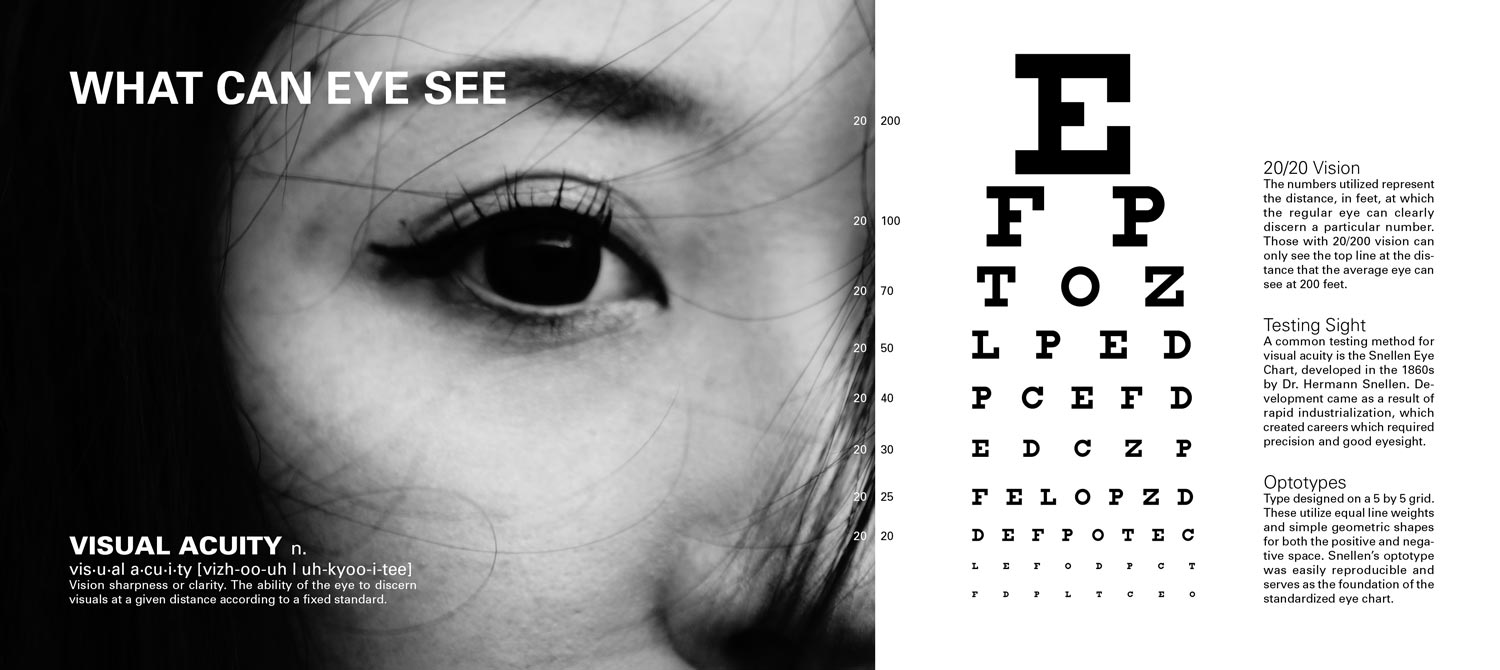 WHAT CAN EYE SEE
VISUAL ACUITY n.
vis·u·al a·cu·i·ty [vizh-oo-uh l uh-kyoo-i-tee]
Vision sharpness or clarity. The ability of the eye to discern
visuals at a given distance according to a fixed standard.
20 200
20 100
20 70
20 50
20 40
20 30
20 25
20 20
E
F P
T O Z
L P E D
P C E F D
E D C Z P
F E L O P Z D
D E F P O T E C
L E F O D P C T
F D P L T C E O
20/20 Vision
The numbers utilized represent
the distance, in feet, at which
the regular eye can clearly
discern a particular number.
Those with 20/200 vision can
only see the top line at the dis-
tance that the average eye can
see at 200 feet.
Testing Sight
A common testing method for
visual acuity is the Snellen Eye
Chart, developed in the 1860s
by Dr. Hermann Snellen. De-
velopment came as a result of
rapid industrialization, which
created careers which required
precision and good eyesight.
Optotypes
Type designed on a 5 by 5 grid.
These utilize equal line weights
and simple geometric shapes
for both the positive and nega-
tive space. Snellen's optotype
was easily reproducible and
serves as the foundation of the
standardized eye chart.